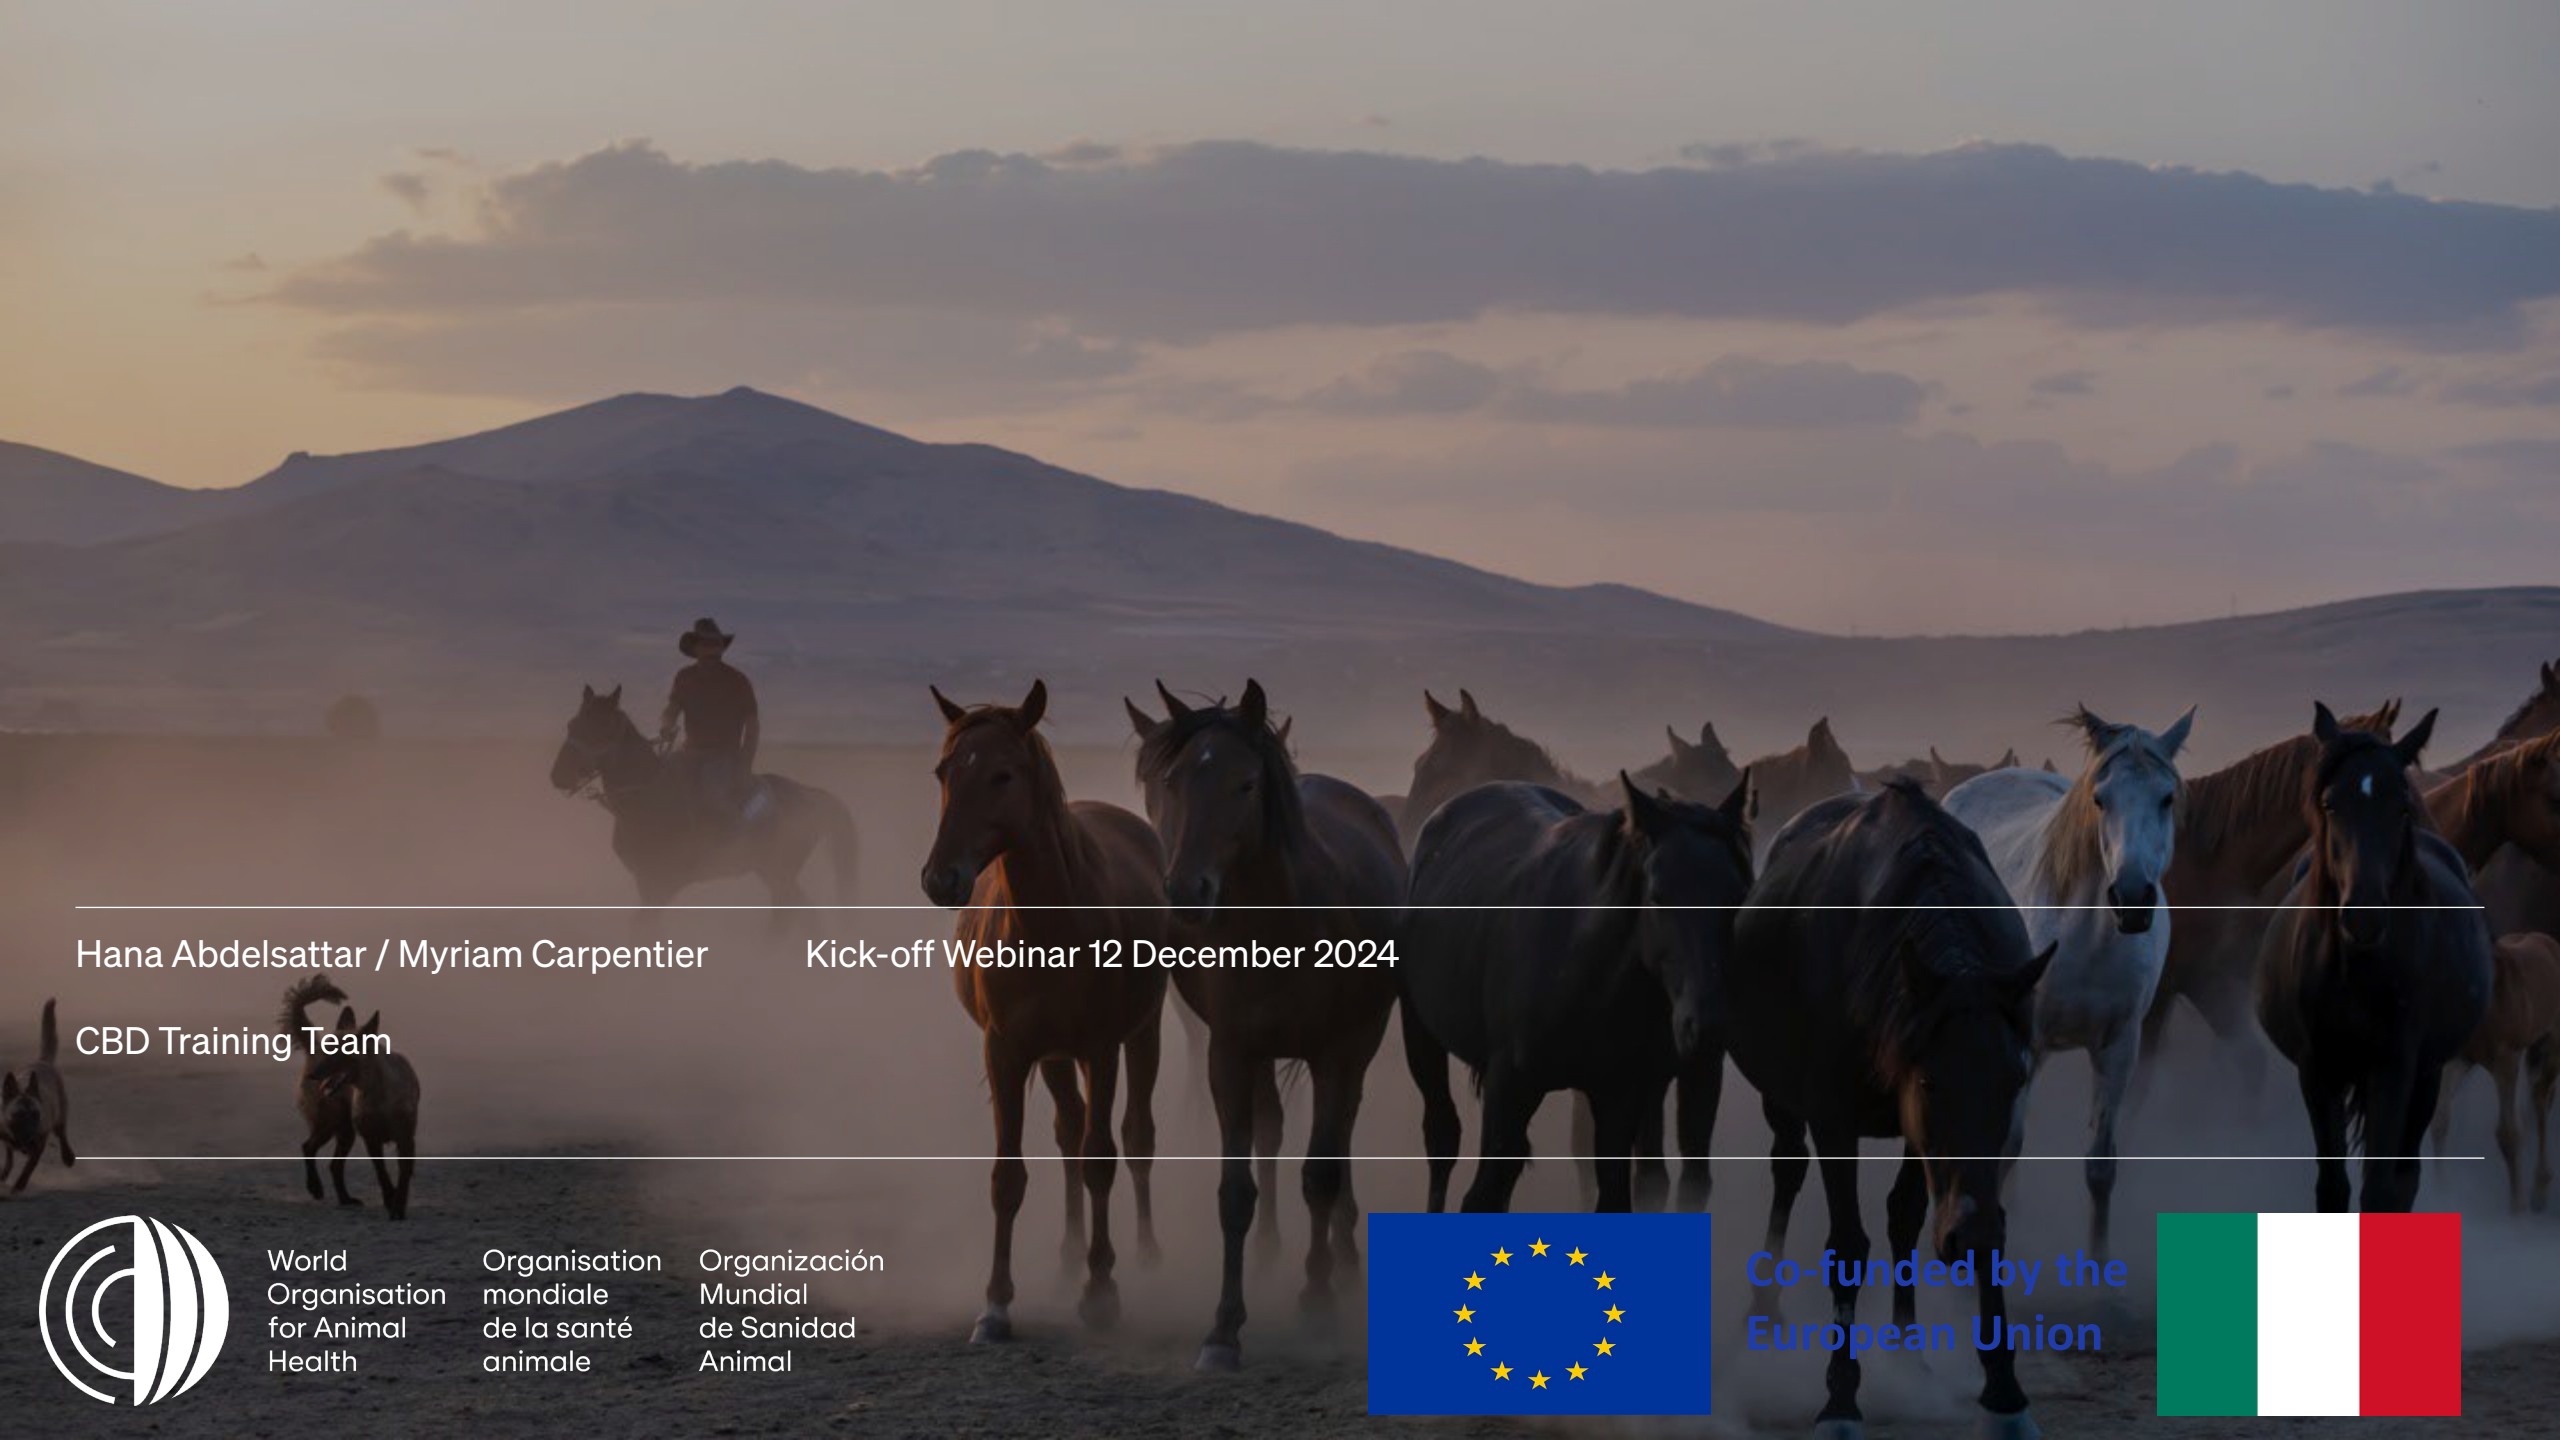 Hana Abdelsattar / Myriam Carpentier
Kick-off Webinar 12 December 2024
CBD Training Team
World
Organisation
for Animal
Health
Organisation
mondiale
de la santé
animale
Organización
Mundial
de Sanidad
Animal
Co-funded by the
European Union